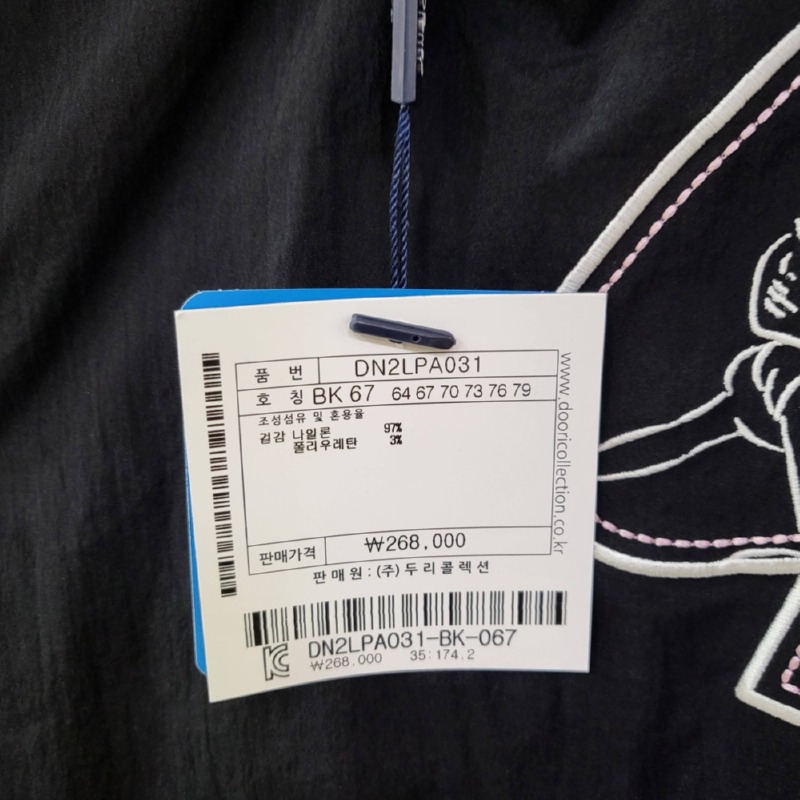 품 번 DN2LPA031
호 칭 BK 67 64 67 70 73 76 79
조성섬유 및 혼용율
겉감 나일론 97%
폴리우레탄 3%
판매가격 ₩268,000
판매원 : (주) 두리콜렉션
www.dooricollection.co.kr
DN2LPA031-BK-067
₩268,000 35:174.2